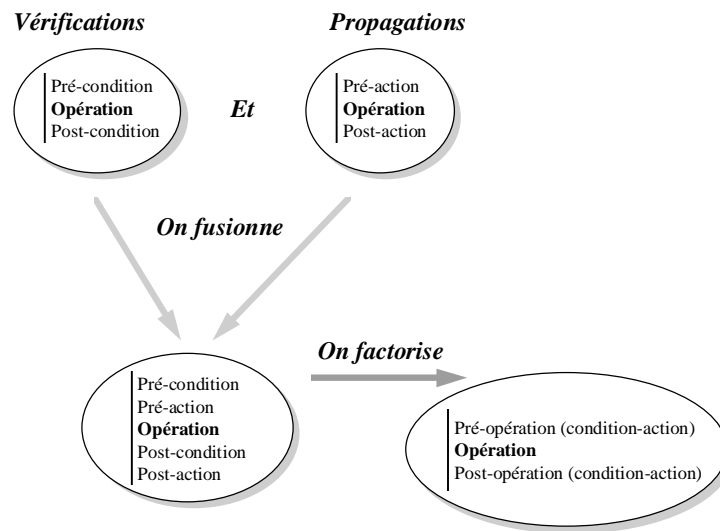 Vérifications
Propagations
Pré-condition
Opération
Post-condition
Et
Pré-action
Opération
Post-action
On fusionne
Pré-condition
Pré-action
Opération
Post-condition
Post-action
On factorise
Pré-opération (condition-action)
Opération
Post-opération (condition-action)